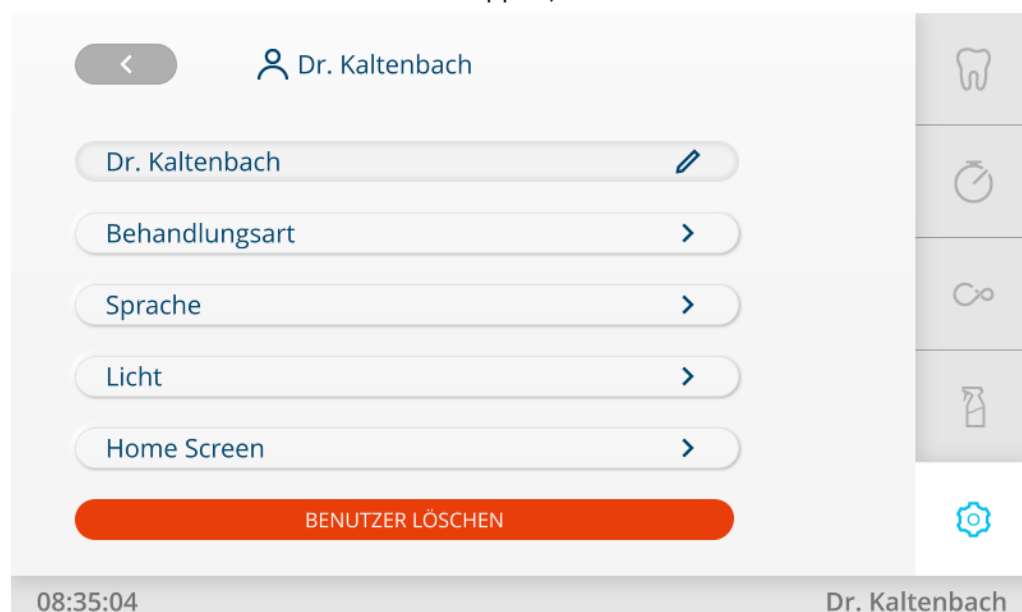 Dr. Kaltenbach
Dr. Kaltenbach
Behandlungsart
Sprache
Licht
Home Screen
BENUTZER LÖSCHEN
08:35:04
Dr. Kaltenbach